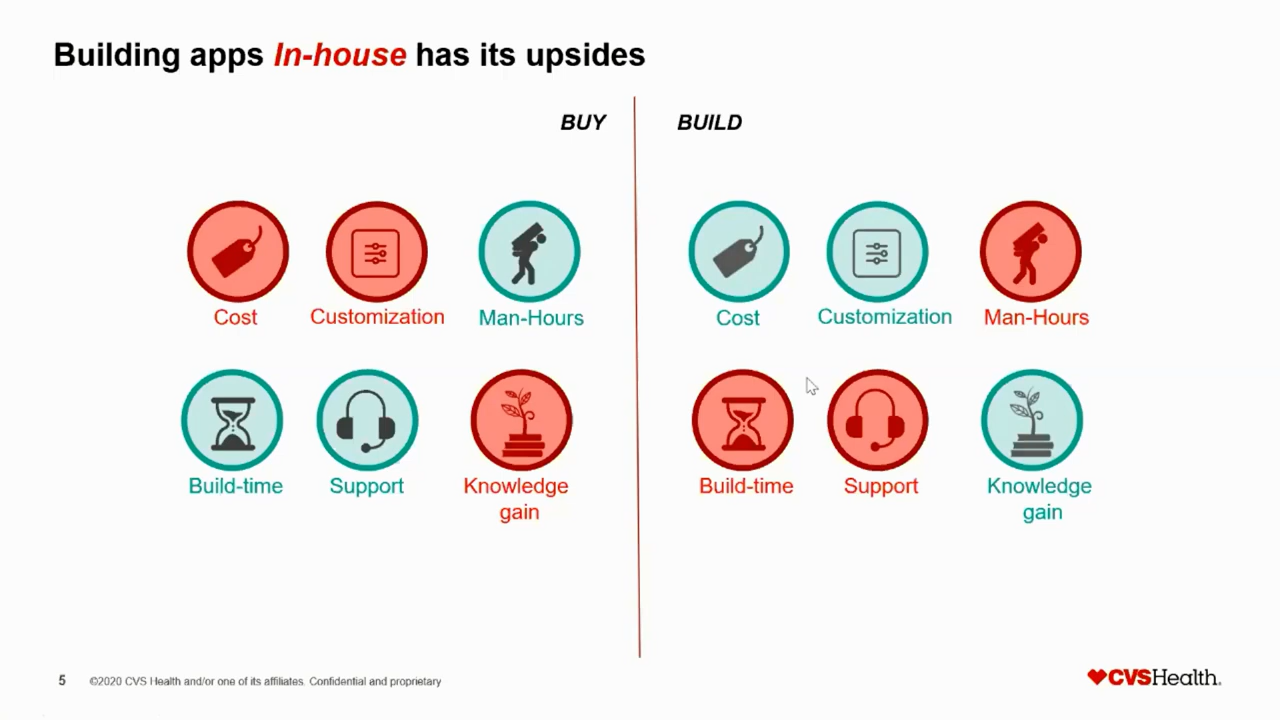 Building apps In-house has its upsides
BUY
BUILD
Cost
Customization
Man-Hours
Build-time
Support
Knowledge
gain
Cost
Customization
Man-Hours
Build-time
Support
Knowledge
gain
5
©2020 CVS Health and/or one of its affiliates. Confidential and proprietary
CVSHealth.